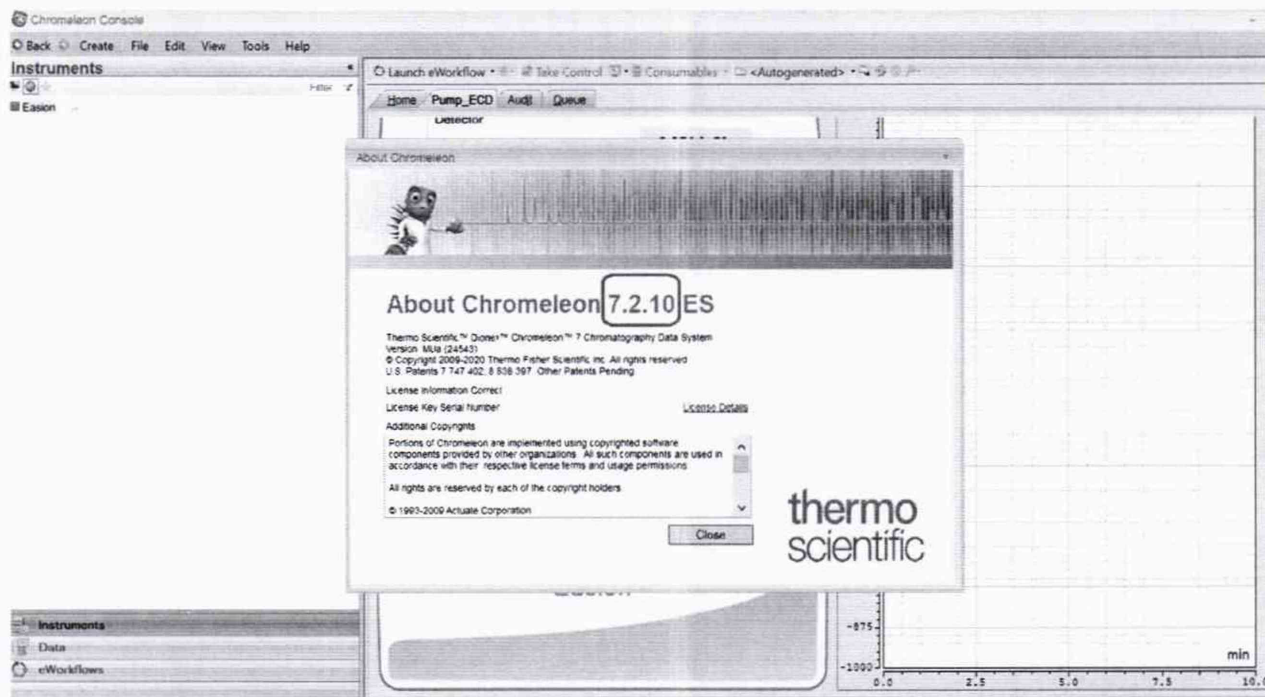 Chromeleon Console
Back Create File Edit View Tools Help
Instruments
Launch eWorkflow Take Control Consumables <Autogenerated>
Filter
Home Pump_ECD Audit Queue
Easion
Detector
About Chromeleon
About Chromeleon 7.2.10 ES
Thermo Scientific™ Dionex™ Chromeleon™ 7 Chromatography Data System
Version MUa (24543)
© Copyright 2009-2020 Thermo Fisher Scientific Inc. All rights reserved
U.S. Patents 7 747 402; 8 838 397 Other Patents Pending
License Information Correct
License Key Serial Number License Details
Additional Copyrights
Portions of Chromeleon are implemented using copyrighted software
components provided by other organizations. All such components are used in
accordance with their respective license terms and usage permissions
All rights are reserved by each of the copyright holders
© 1993-2009 Actuate Corporation
Close
thermo
scientific
Instruments
Data
eWorkflows
-875
-1000
min
0.0 2.5 5.0 7.5 10.0